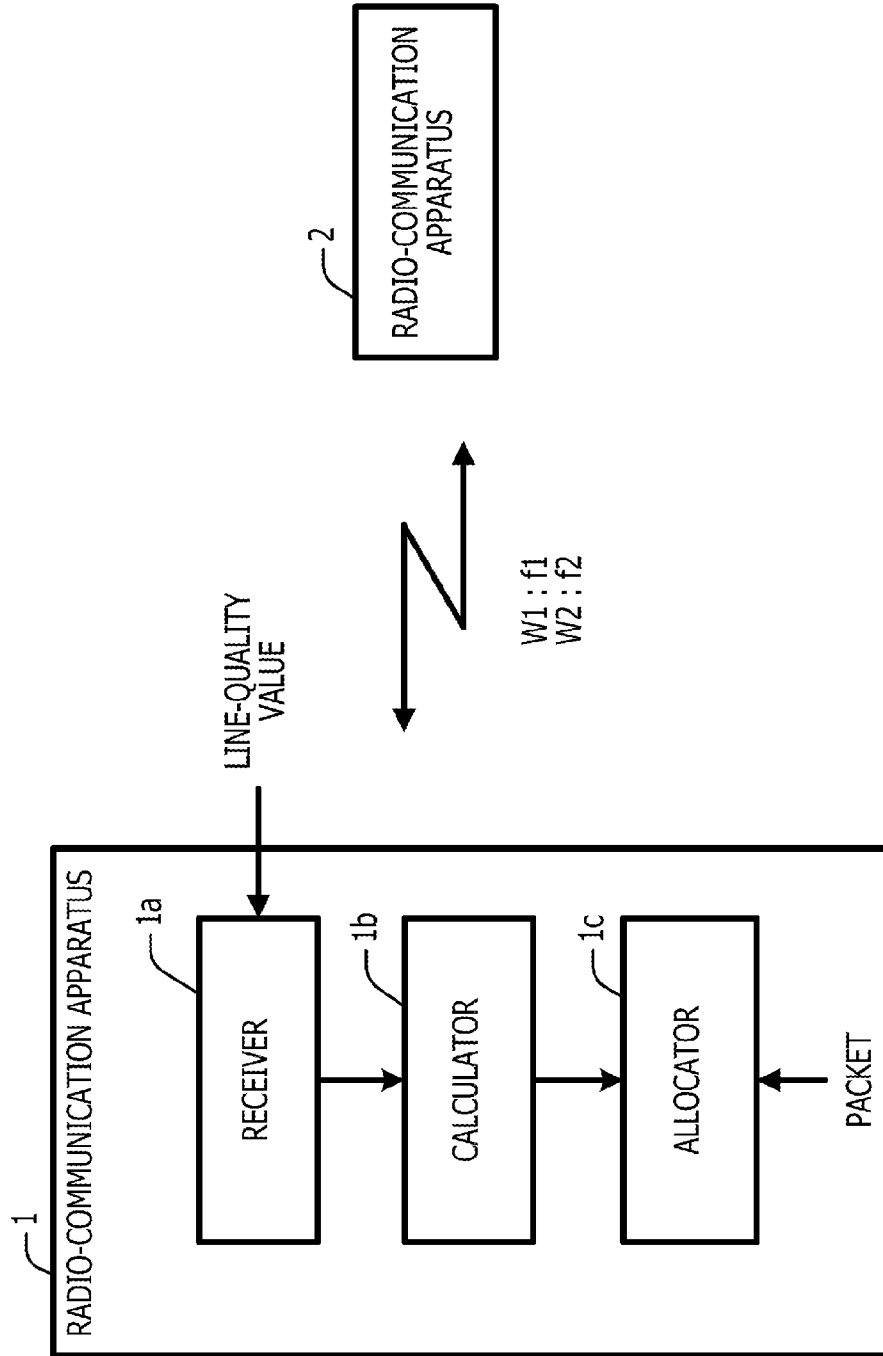 1
RADIO-COMMUNICATION APPARATUS
1a
RECEIVER
1b
CALCULATOR
1c
ALLOCATOR
PACKET
LINE-QUALITY
VALUE
W1 : f1
W2 : f2
2
RADIO-COMMUNICATION
APPARATUS